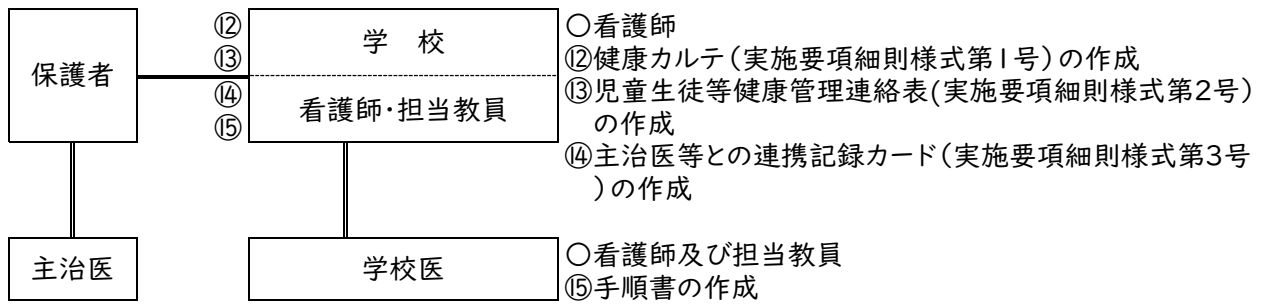 保護者
⑫
⑬
⑭
⑮
学　校
看護師・担当教員
主治医
学校医
○看護師
⑫健康カルテ（実施要項細則様式第1号）の作成
⑬児童生徒等健康管理連絡表(実施要項細則様式第2号)
の作成
⑭主治医等との連携記録カード（実施要項細則様式第3号
）の作成
○看護師及び担当教員
⑮手順書の作成